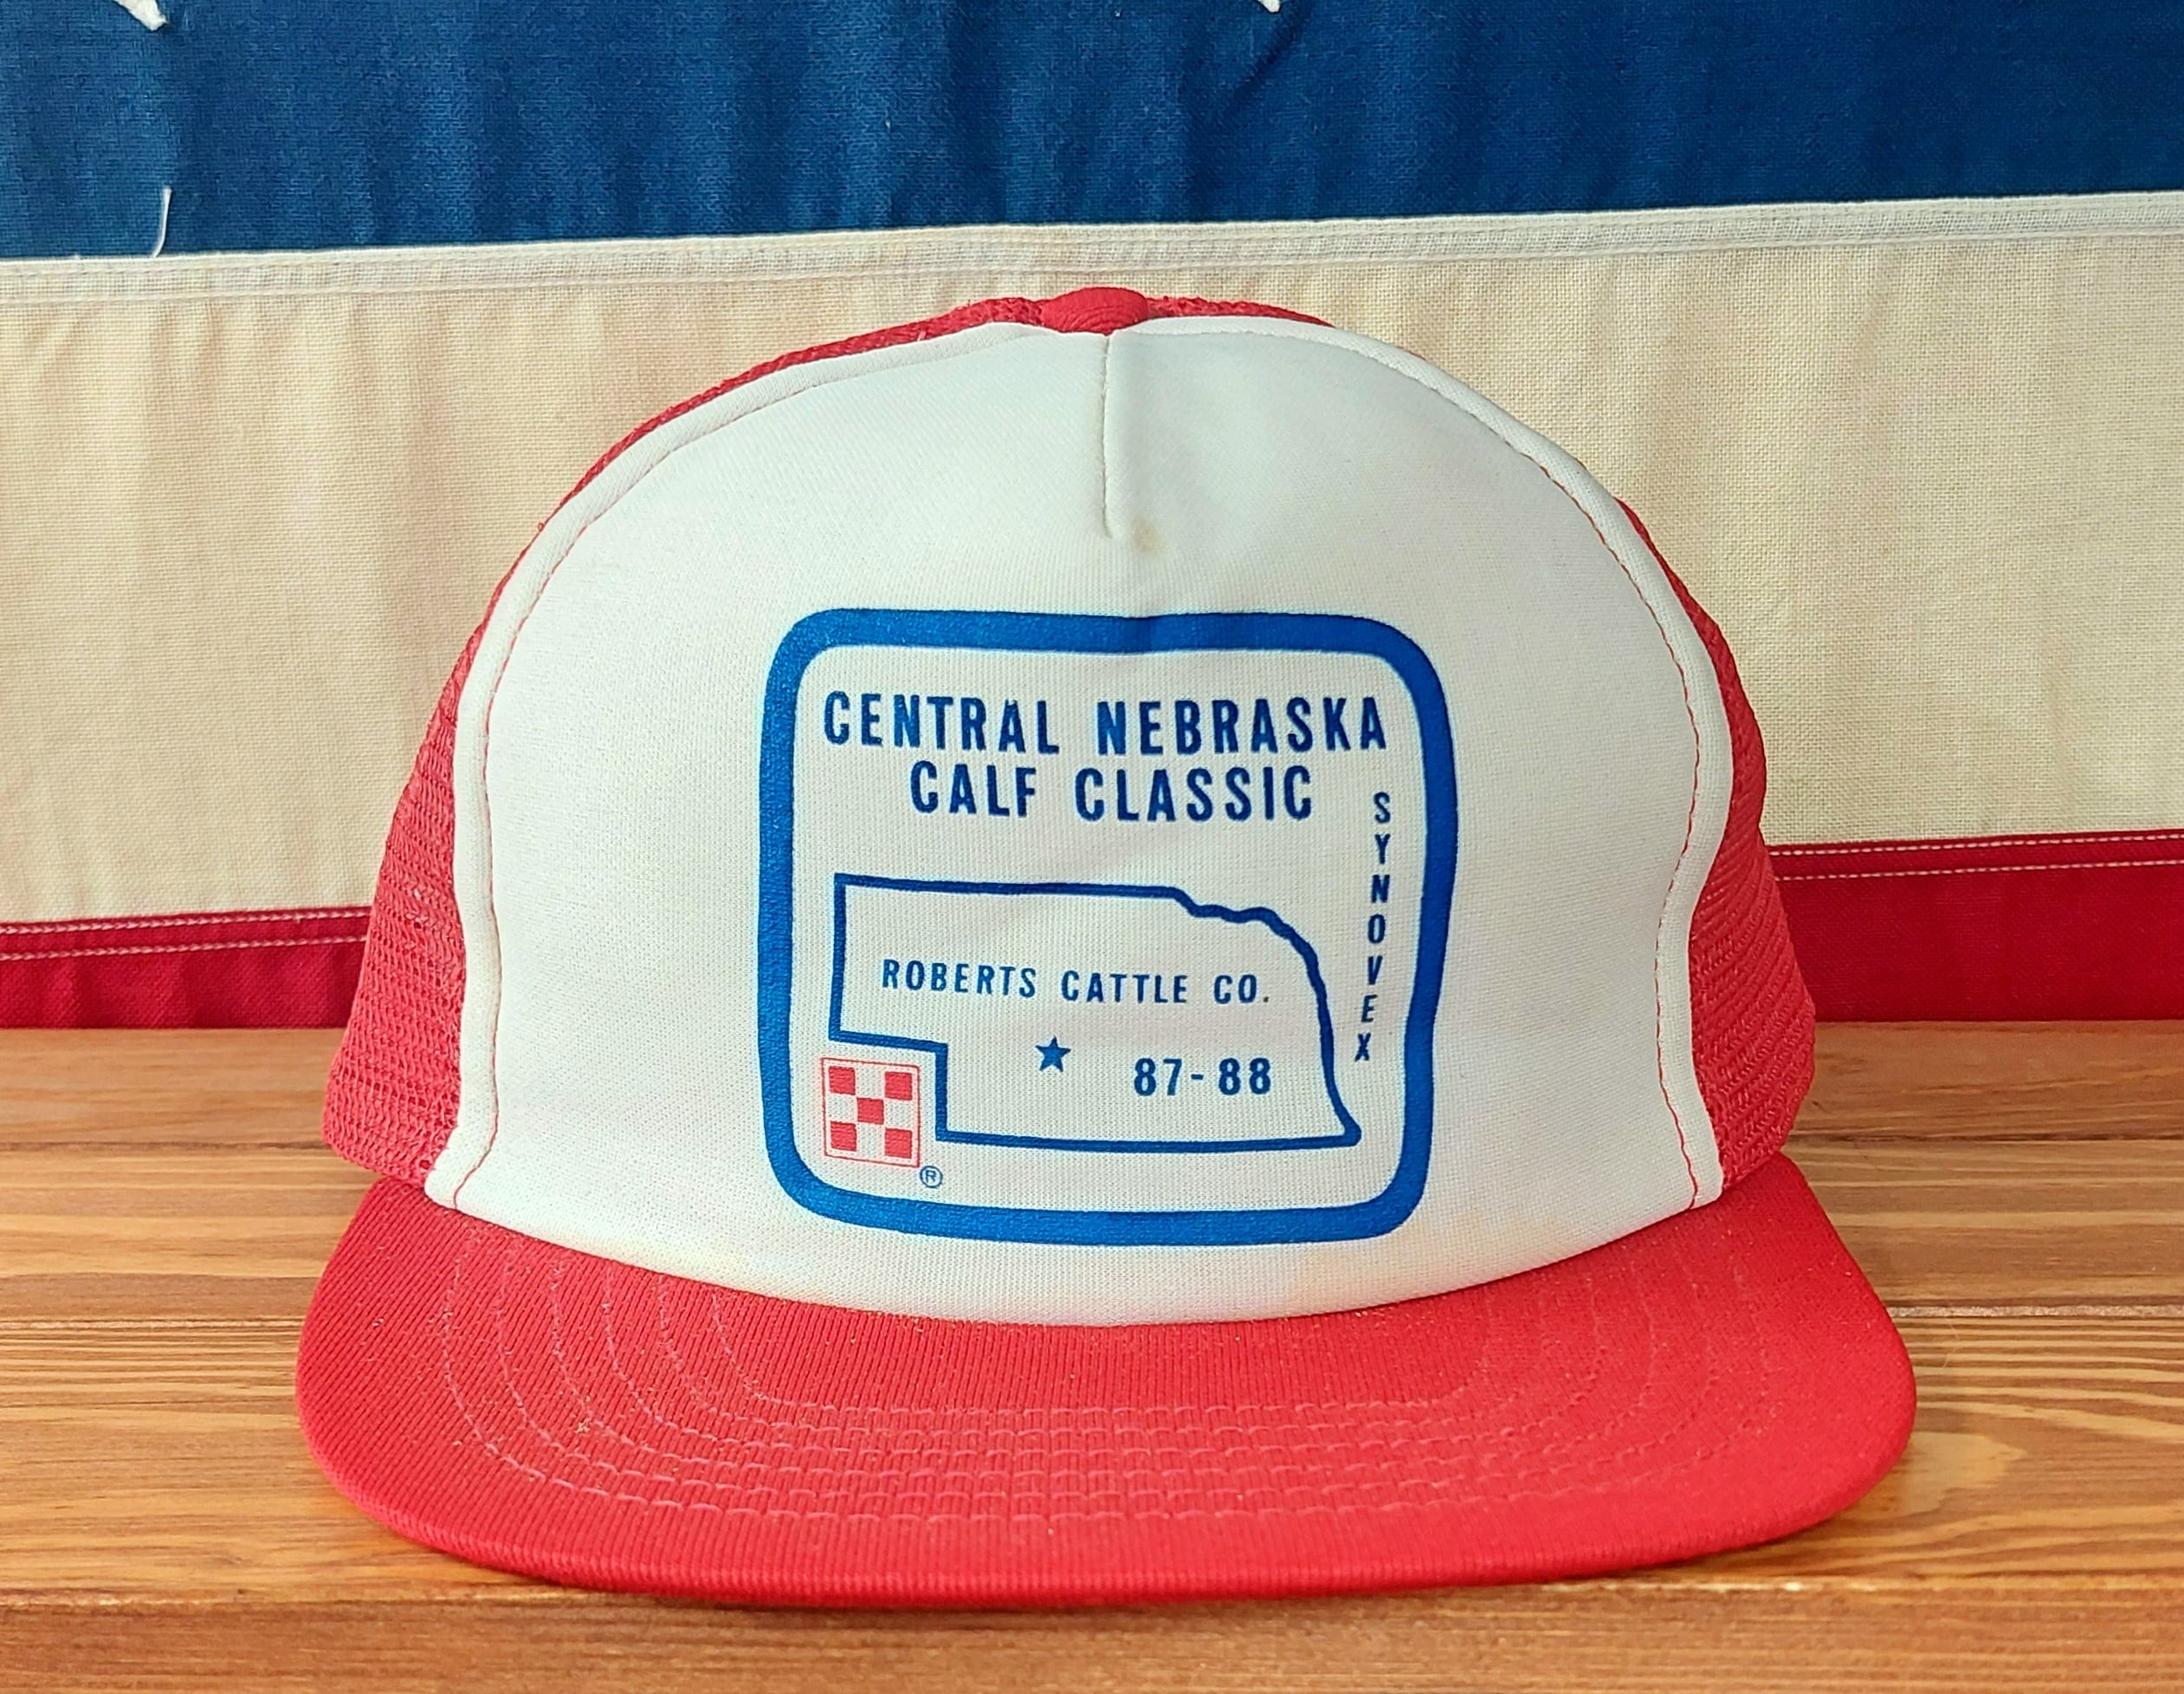 CENTRAL NEBRASKA
CALF CLASSIC
SYNOVEX
ROBERTS CATTLE CO.
87-88
®